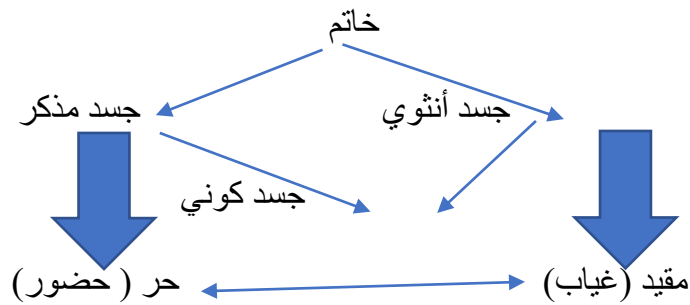 خاتم
جسد أنثوي
جسد مذكر
جسد كوني
مقيد (غياب)
حر ( حضور)